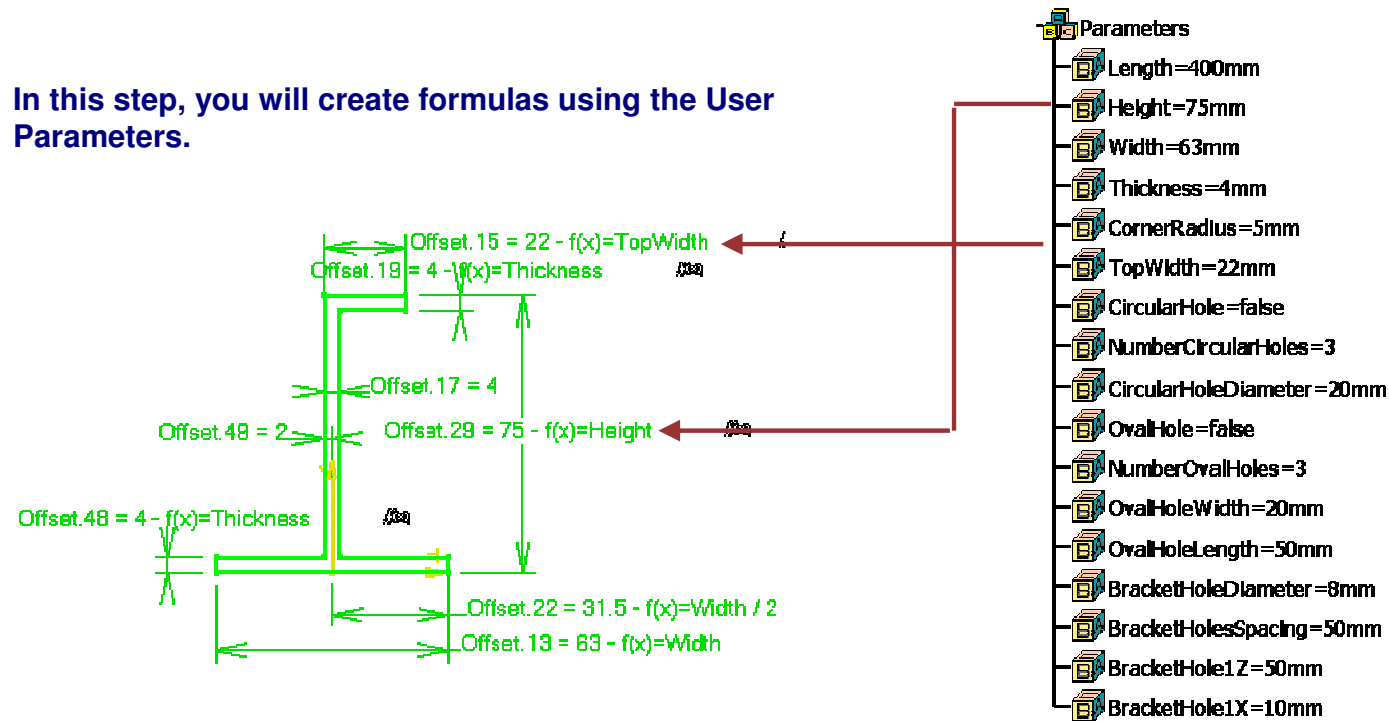 In this step, you will create formulas using the User
Parameters.
Offset.15 = 22 - f(x)=TopWidth
Offset.19 = 4 - f(x)=Thickness
Offset.17 = 4
Offset.49 = 2
Offset.29 = 75 - f(x)=Height
Offset.48 = 4 - f(x)=Thickness
Offset.22 = 31.5 - f(x)=Width / 2
Offset.13 = 63 - f(x)=Width
Parameters
Length=400mm
Height=75mm
Width=63mm
Thickness=4mm
CornerRadius=5mm
TopWidth=22mm
CircularHole=false
NumberCircularHoles=3
CircularHoleDiameter=20mm
OvalHole=false
NumberOvalHoles=3
OvalHoleWidth=20mm
OvalHoleLength=50mm
BracketHoleDiameter=8mm
BracketHolesSpacing=50mm
BracketHole1Z=50mm
BracketHole1X=10mm